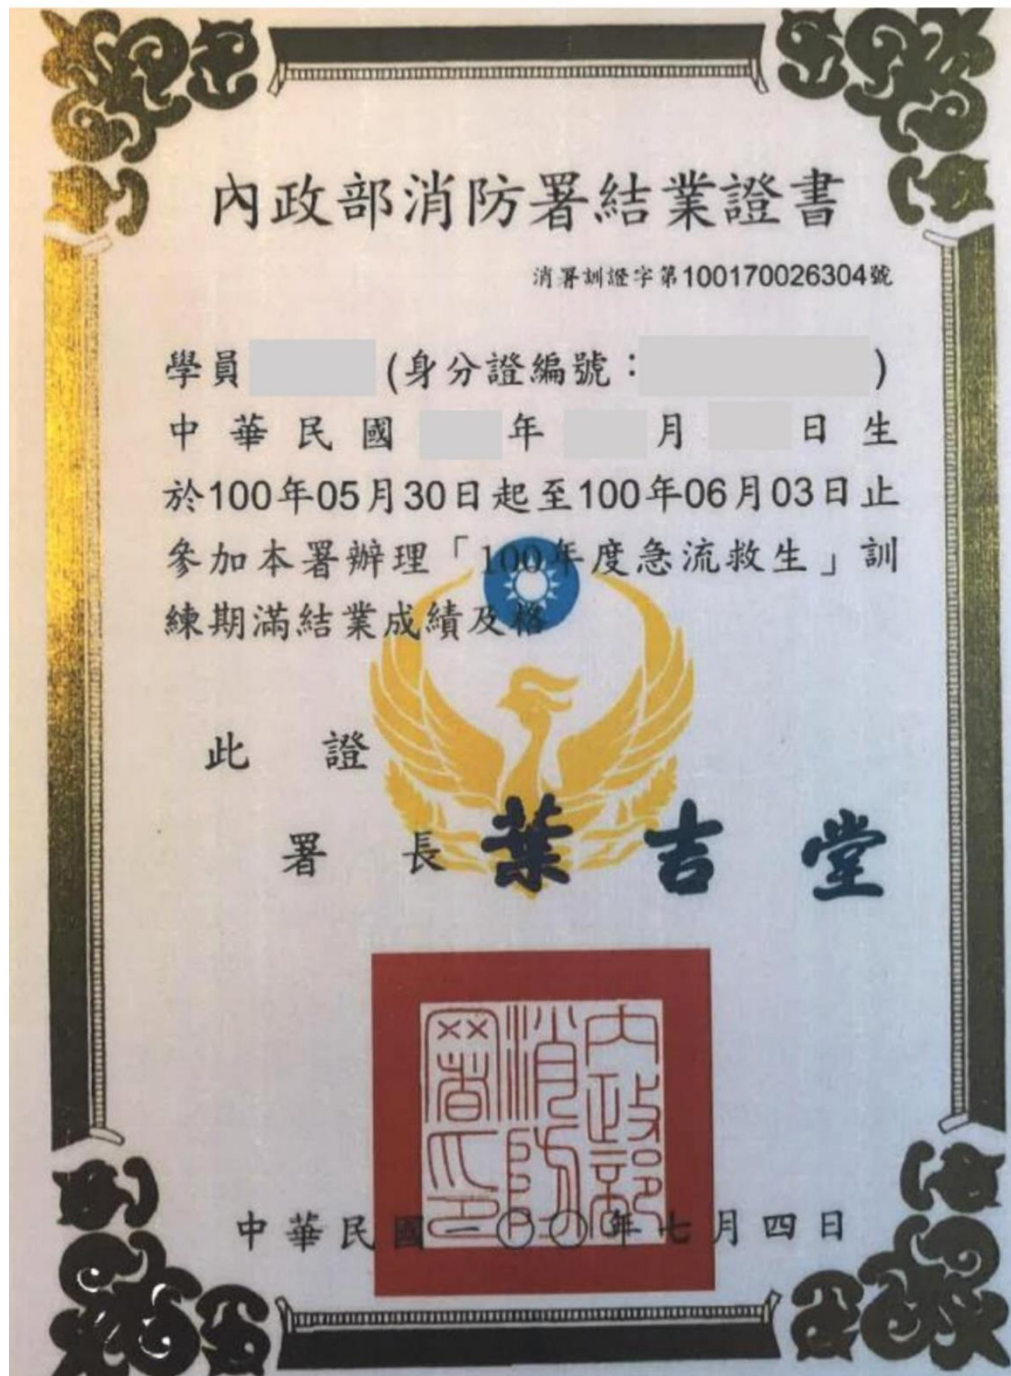 內政部消防署結業證書
消署訓證字第100170026304號
學員 (身分證編號： )
中華民國 年 月 日生
於100年05月30日起至100年06月03日止
參加本署辦理「100年度急流救生」訓
練期滿結業成績及格
此證
署長 葉吉堂
內政部消防署印
中華民國一〇〇年七月四日